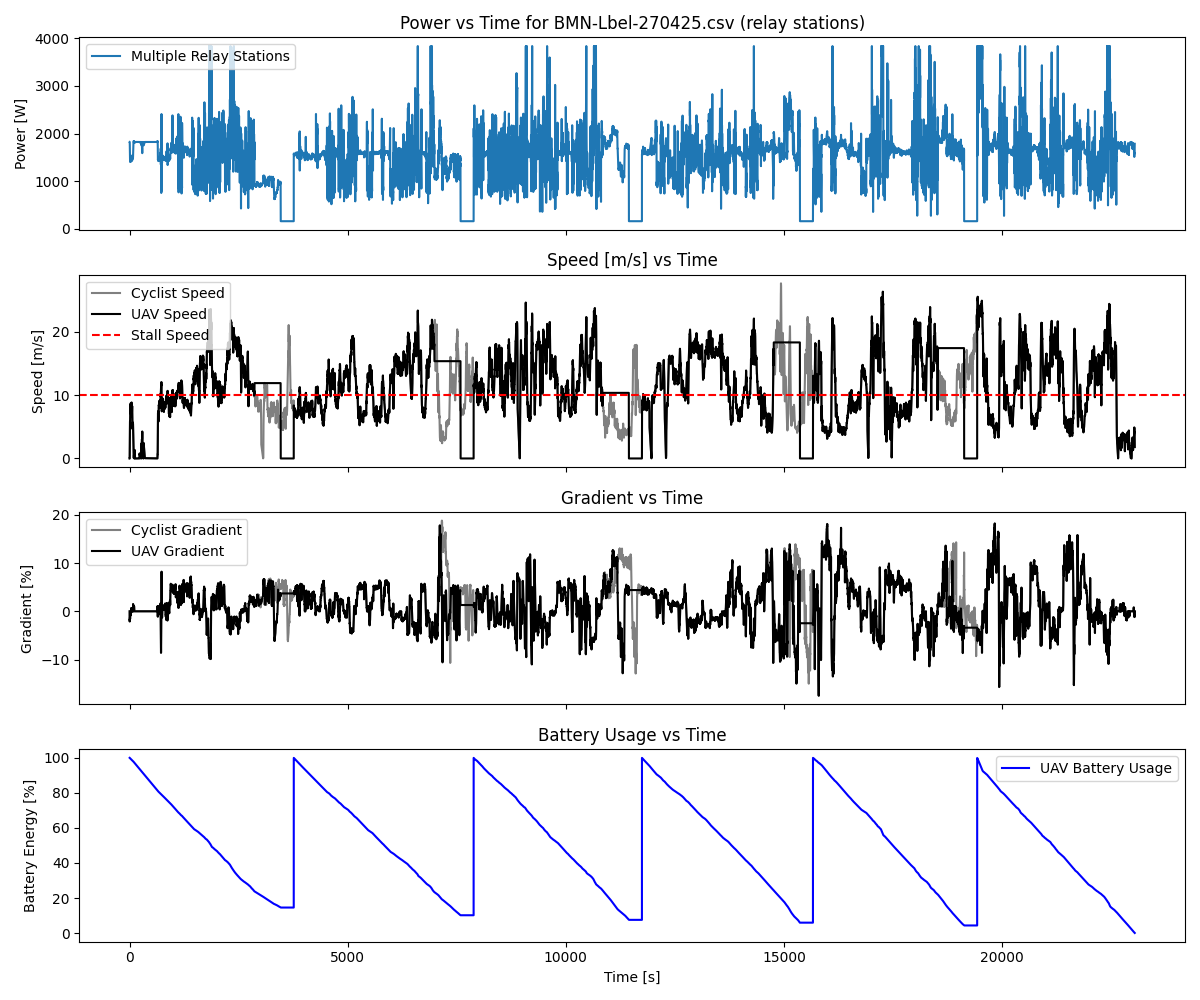 Power vs Time for BMN-Lbel-270425.csv (relay stations)
4000
3000
2000
1000
0
Power [W]
Multiple Relay Stations
Speed [m/s] vs Time
20
10
0
Speed [m/s]
Cyclist Speed
UAV Speed
Stall Speed
Gradient vs Time
20
10
0
−10
Gradient [%]
Cyclist Gradient
UAV Gradient
Battery Usage vs Time
100
80
60
40
20
0
Battery Energy [%]
UAV Battery Usage
0
5000
10000
15000
20000
Time [s]